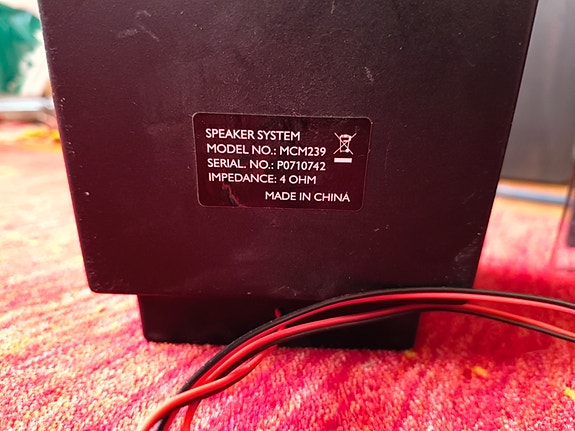 SPEAKER SYSTEM
MODEL NO.: MCM239
SERIAL. NO.: P0710742
IMPEDANCE: 4 OHM
MADE IN CHINA